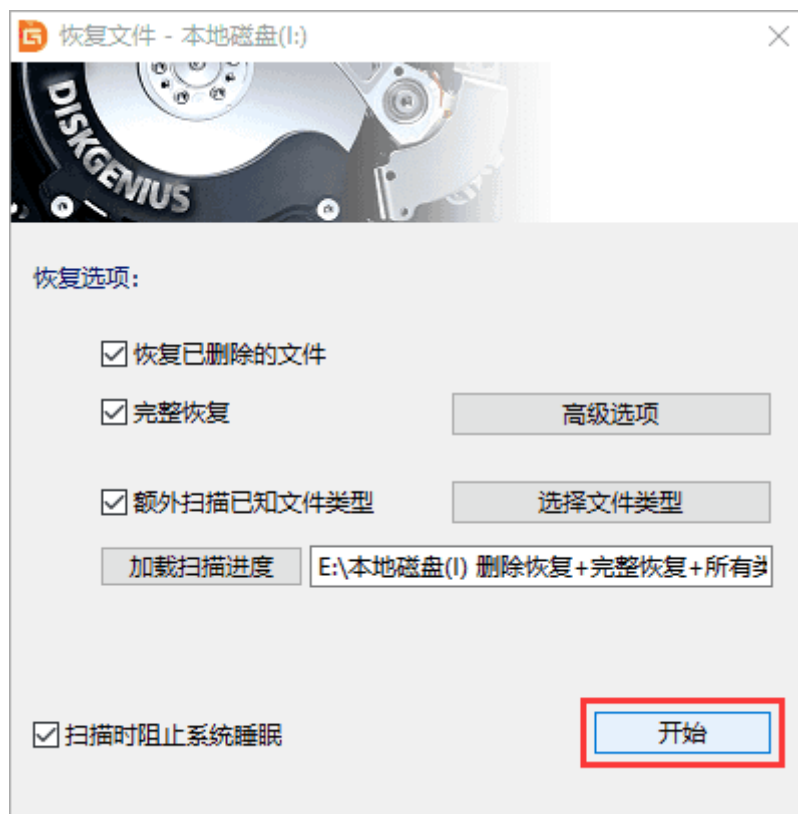 恢复文件 - 本地磁盘(I:)
DISKGENIUS
恢复选项:
恢复已删除的文件
完整恢复 高级选项
额外扫描已知文件类型 选择文件类型
加载扫描进度 E:\本地磁盘(I) 删除恢复+完整恢复+所有类
扫描时阻止系统睡眠 开始